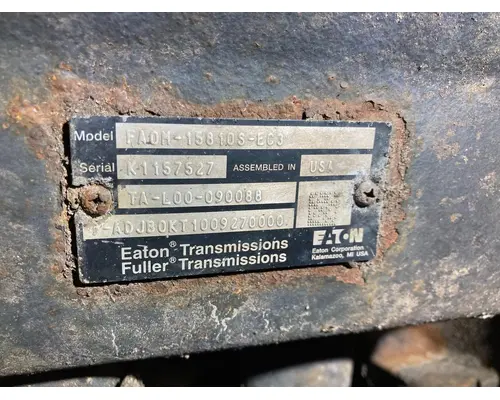 Model FAOM-15810S-EC3
Serial K1157527 ASSEMBLED IN USA
TA-L00-090088
P-ADJB0KT1009270000
EATON
Eaton® Transmissions Eaton Corporation
Fuller® Transmissions Kalamazoo, MI USA